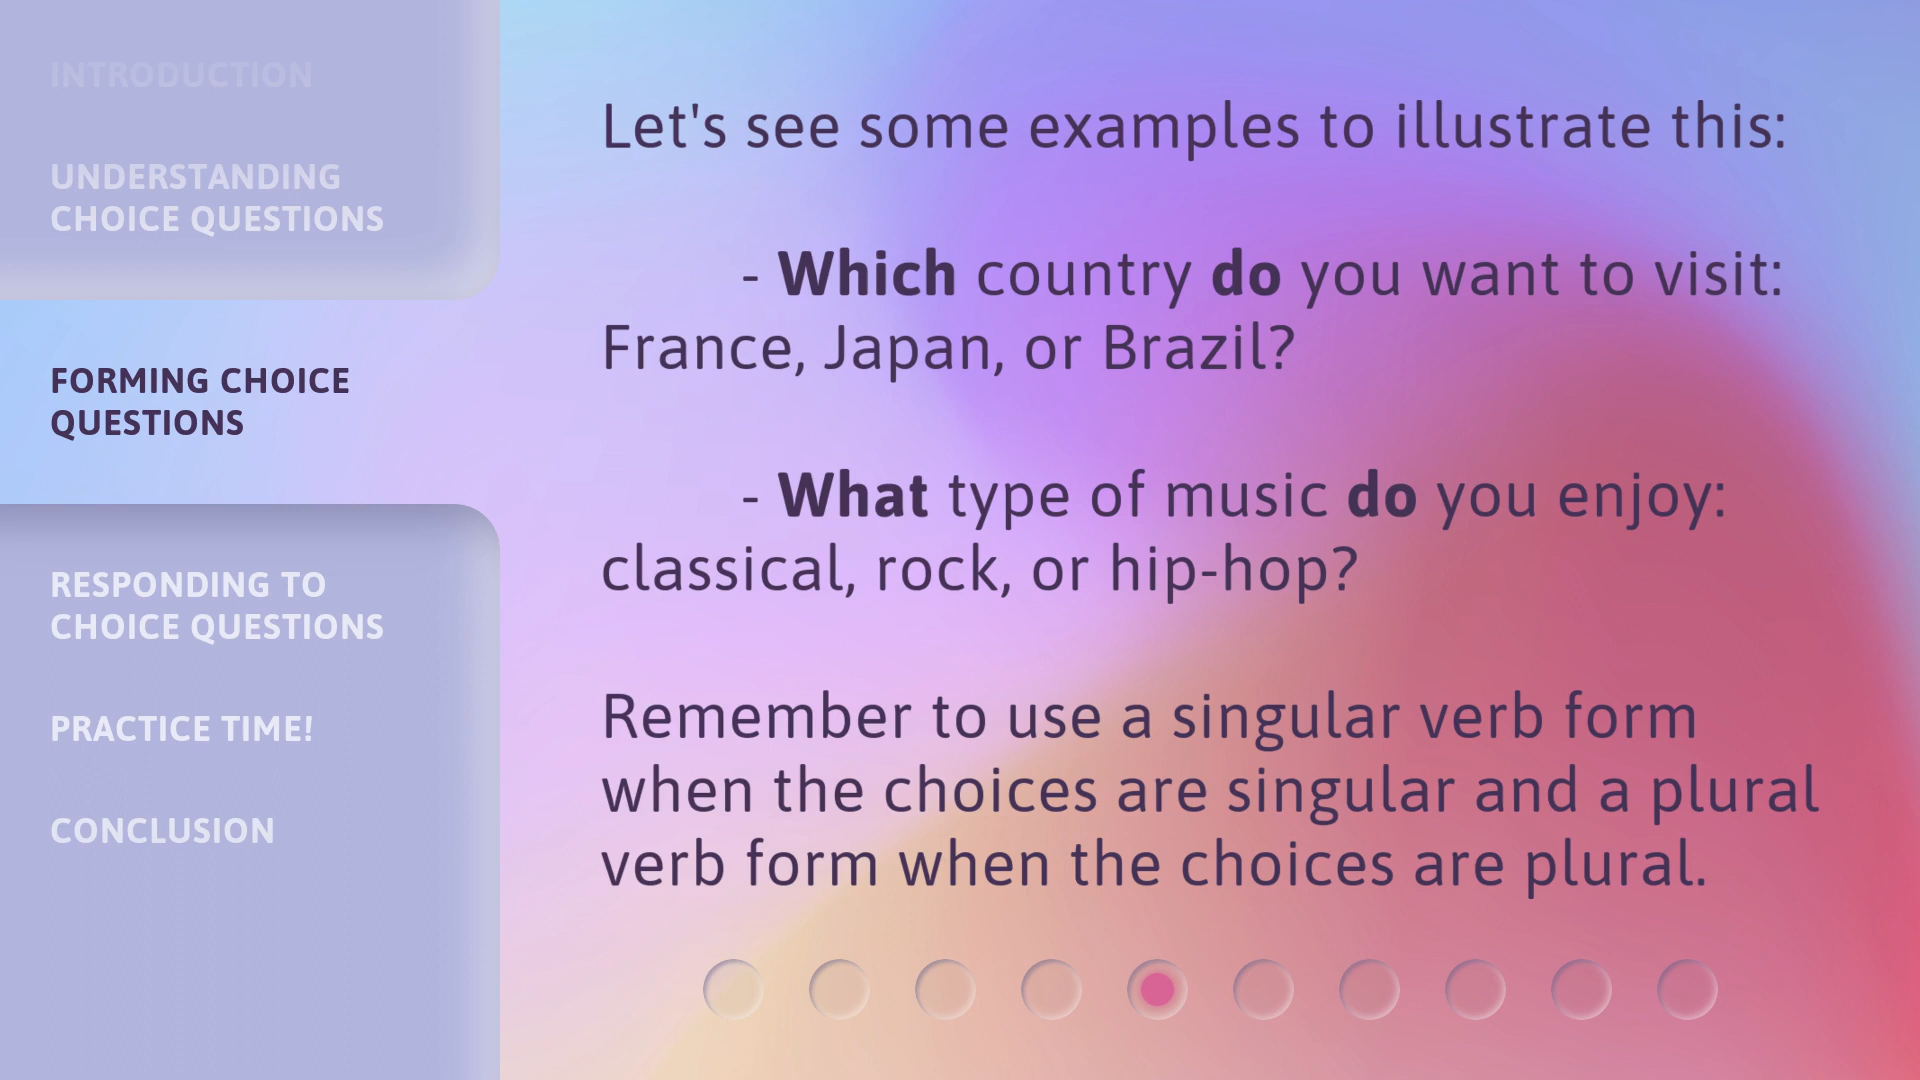 INTRODUCTION
UNDERSTANDING
CHOICE QUESTIONS
FORMING CHOICE
QUESTIONS
RESPONDING TO
CHOICE QUESTIONS
PRACTICE TIME!
CONCLUSION
Let's see some examples to illustrate this:
- Which country do you want to visit:
France, Japan, or Brazil?
- What type of music do you enjoy:
classical, rock, or hip-hop?
Remember to use a singular verb form
when the choices are singular and a plural
verb form when the choices are plural.